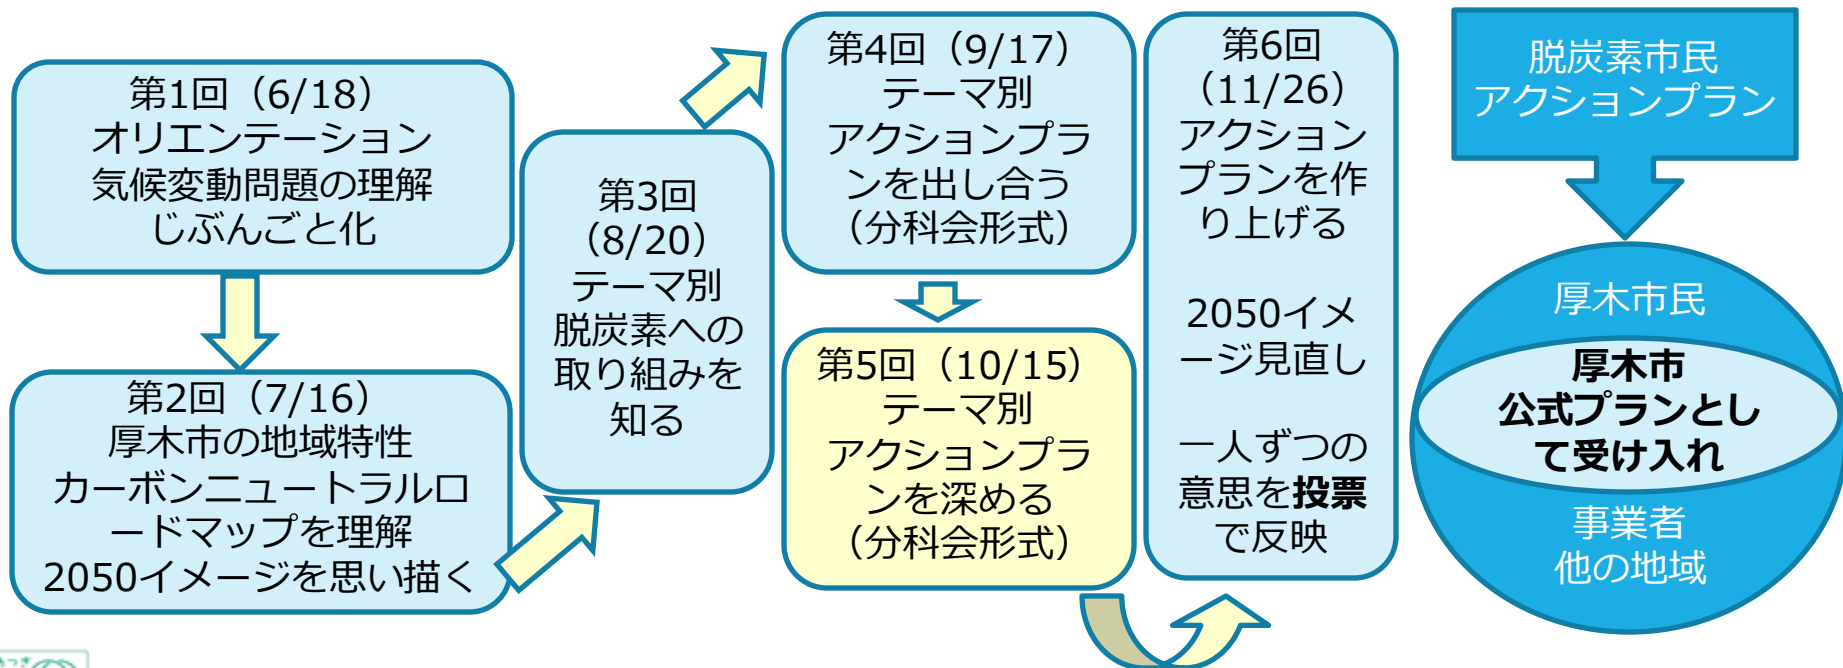 第1回（6/18）
オリエンテーション
気候変動問題の理解
じぶんごと化
第2回（7/16）
厚木市の地域特性
カーボンニュートラルロ
ードマップを理解
2050イメージを思い描く
第3回
（8/20）
テーマ別
脱炭素への
取り組みを
知る
第4回（9/17）
テーマ別
アクションプラ
ンを出し合う
（分科会形式）
第5回（10/15）
テーマ別
アクションプラ
ンを深める
（分科会形式）
第6回
（11/26）
アクション
プランを作
り上げる
2050イメ
ージ見直し
一人ずつの
意思を投票
で反映
脱炭素市民
アクションプラン
厚木市民
厚木市
公式プランとし
て受け入れ
事業者
他の地域